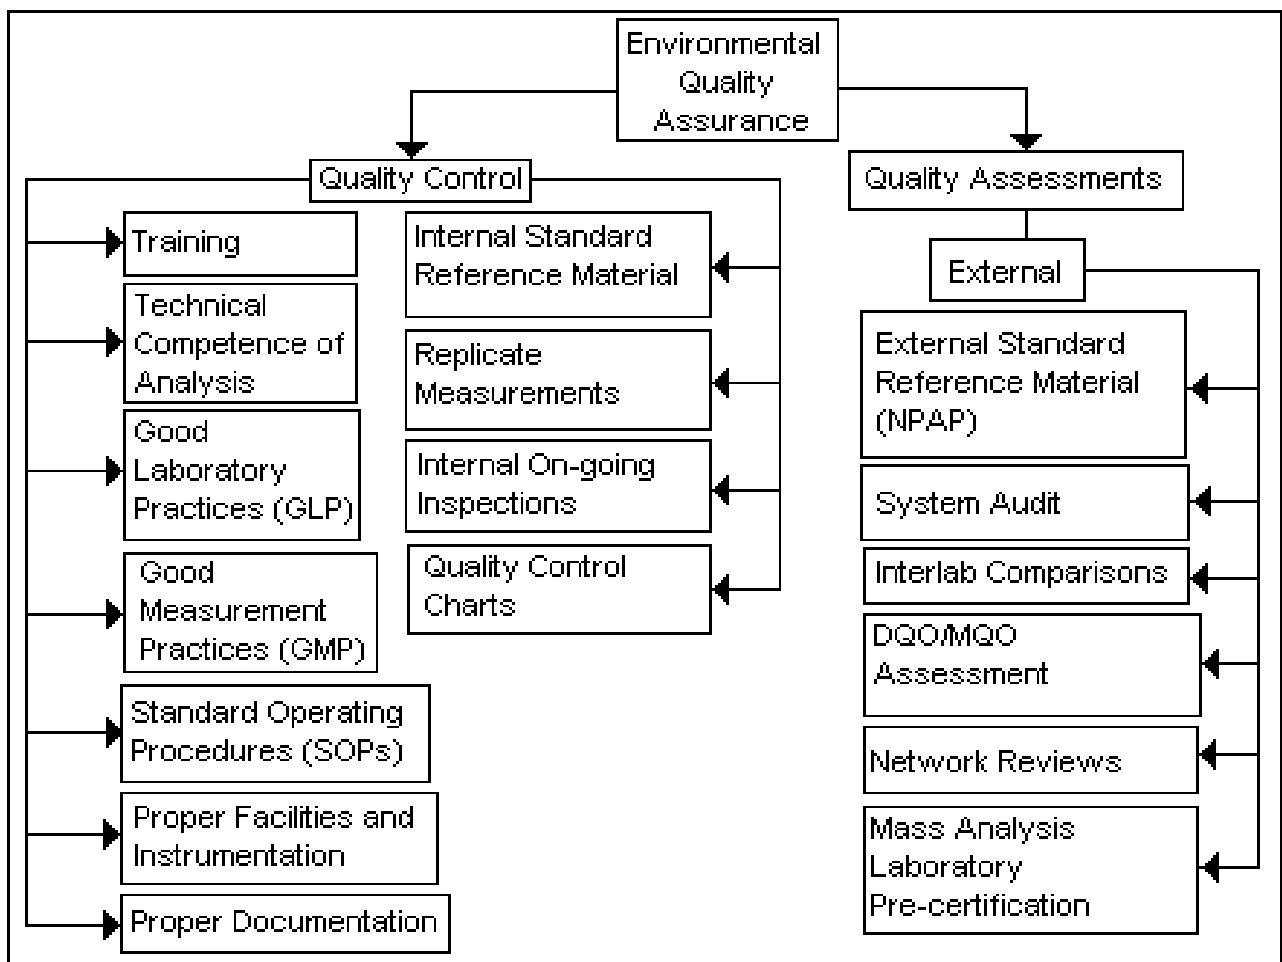 Environmental
Quality
Assurance
Quality Control
Quality Assessments
Training
Technical
Competence of
Analysis
Good
Laboratory
Practices (GLP)
Good
Measurement
Practices (GMP)
Standard Operating
Procedures (SOPs)
Proper Facilities and
Instrumentation
Proper Documentation
Internal Standard
Reference Material
Replicate
Measurements
Internal On-going
Inspections
Quality Control
Charts
External
External Standard
Reference Material
(NPAP)
System Audit
Interlab Comparisons
DQO/MQO
Assessment
Network Reviews
Mass Analysis
Laboratory
Pre-certification